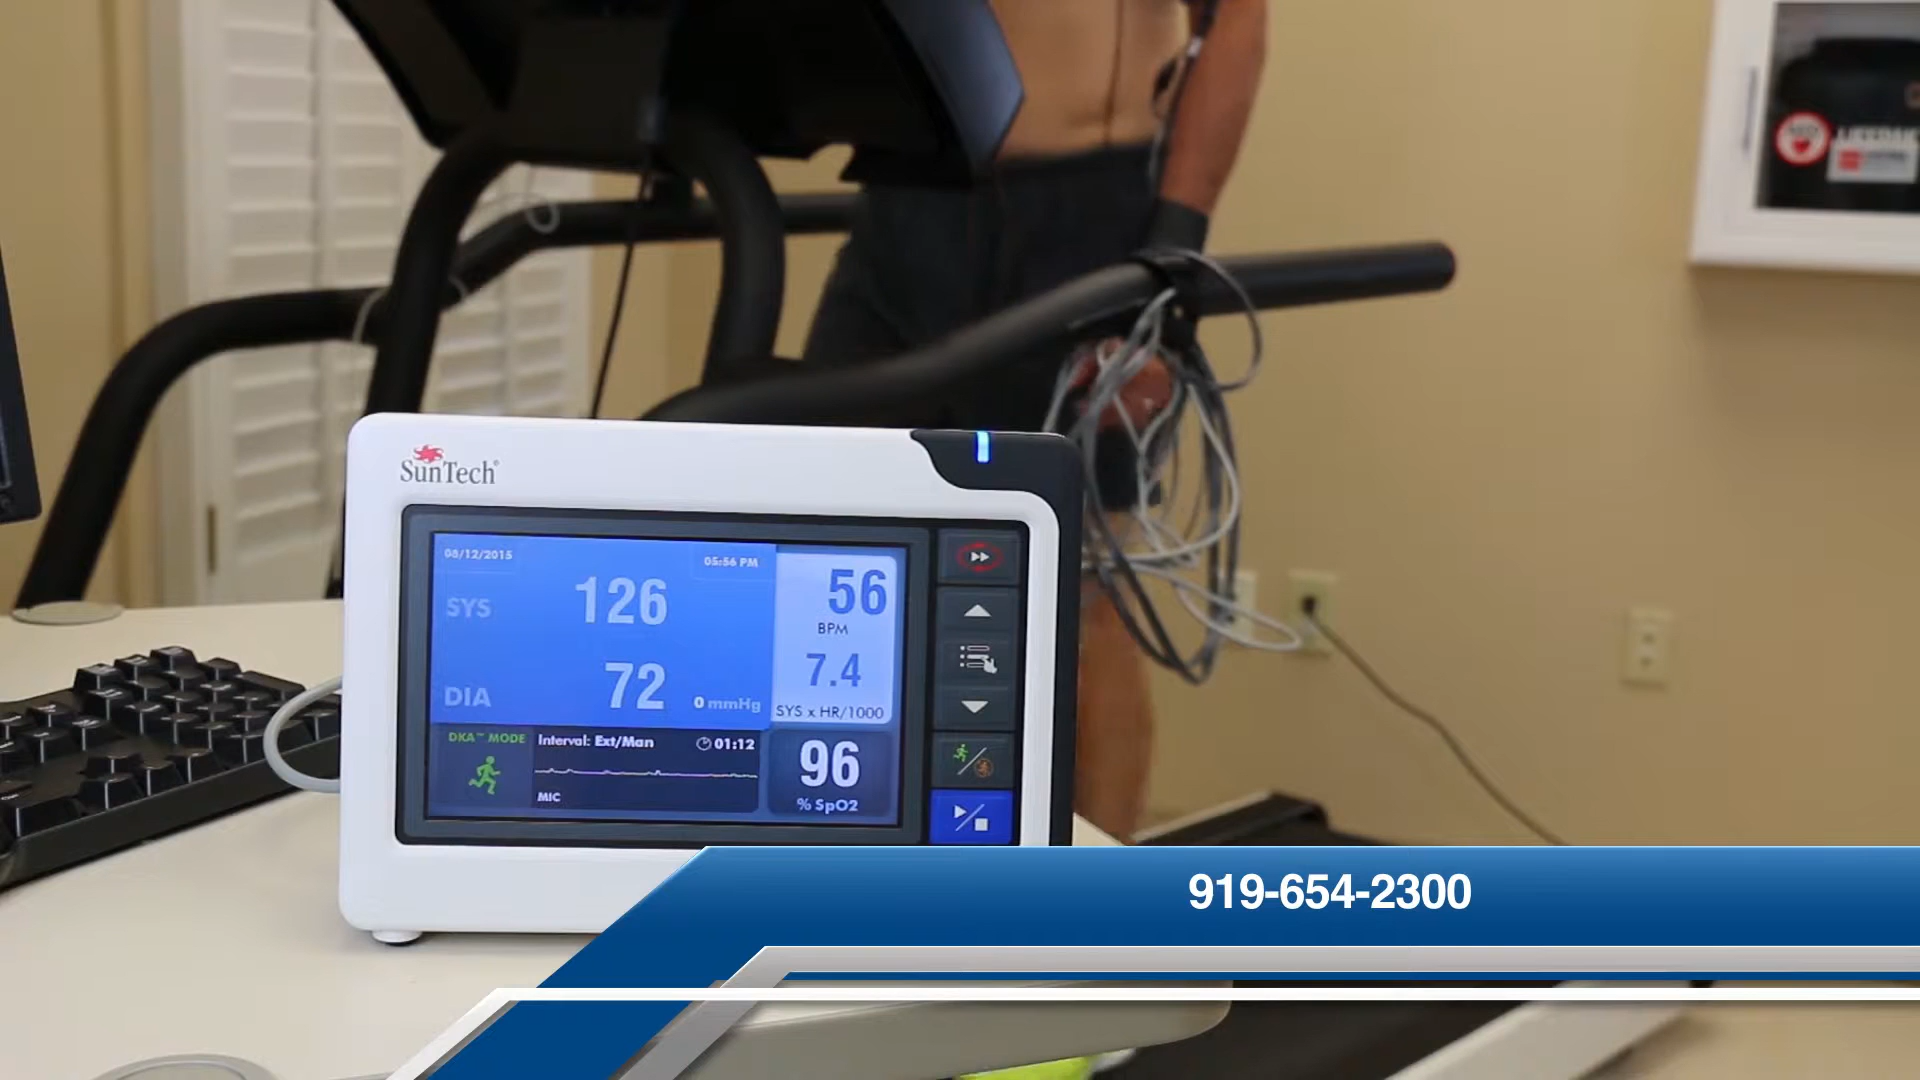 SunTech
08/12/2015
05:56 PM
SYS 126
DIA 72
0 mmHg
56
BPM
7.4
SYS x HR/1000
DKA™ MODE
Interval: Ext/Man
01:12
MIC
96
% SpO2
919-654-2300